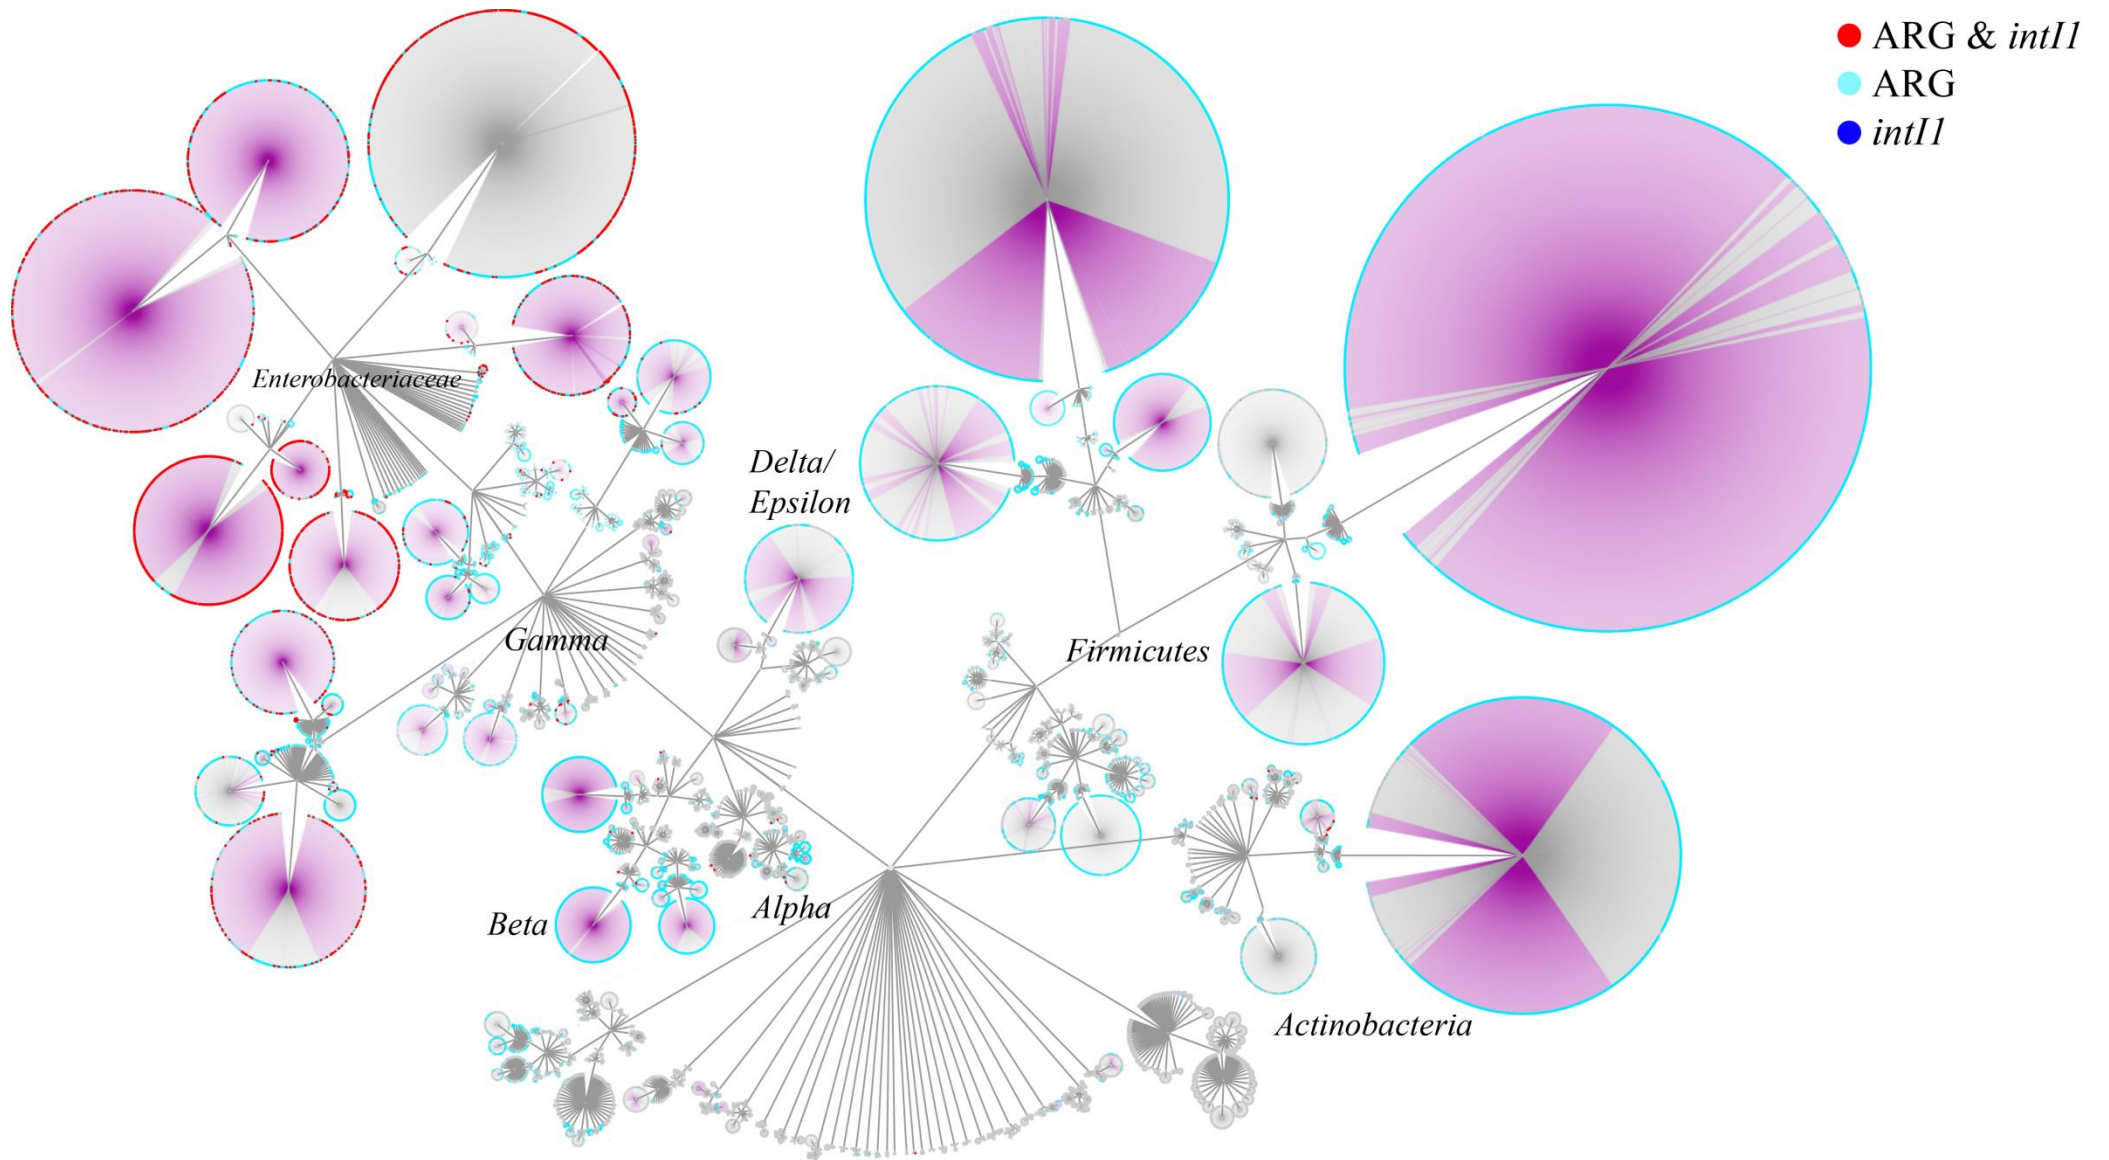 ARG & intI1
ARG
intI1
Enterobacteriaceae
Delta/
Epsilon
Gamma
Firmicutes
Beta
Alpha
Actinobacteria